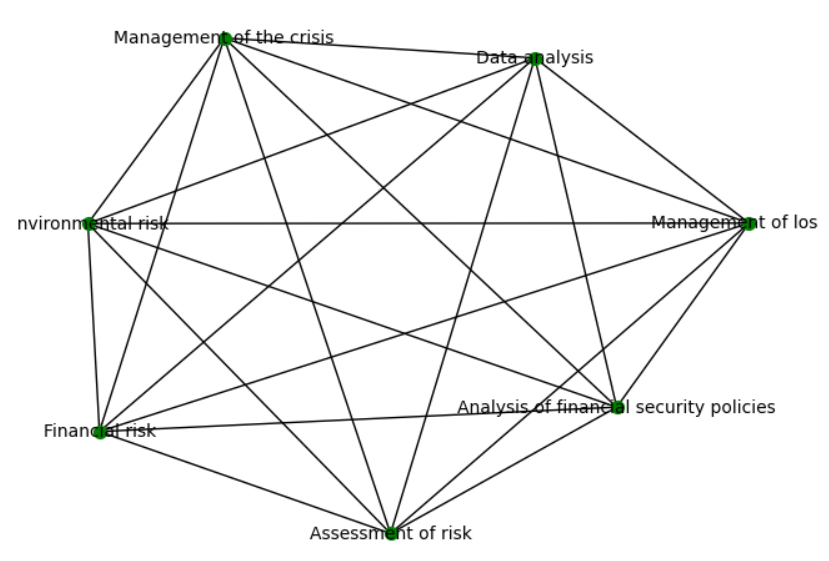 Management of the crisis
Data analysis
nvironmental risk
Management of los
Analysis of financial security policies
Financial risk
Assessment of risk